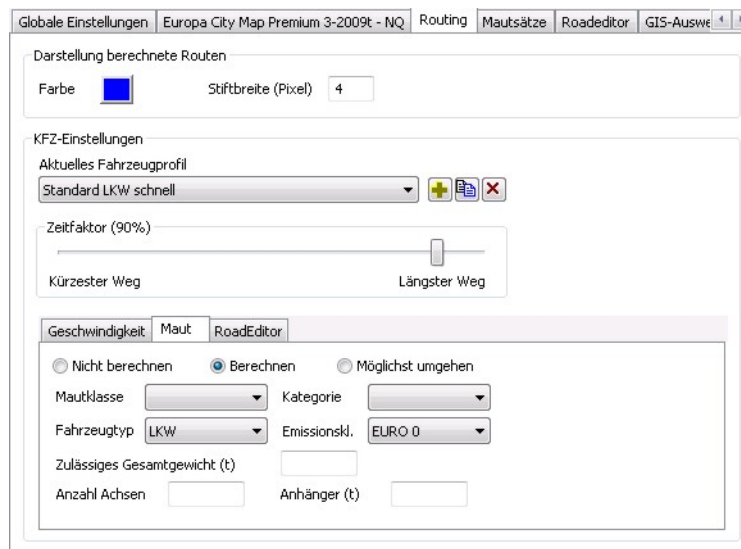 Globale Einstellungen Europa City Map Premium 3-2009t - NQ Routing Mautsätze Roadeditor GIS-Auswe
Darstellung berechnete Routen
Farbe Stiftbreite (Pixel) 4
KFZ-Einstellungen
Aktuelles Fahrzeugprofil
Standard LKW schnell
Zeitfaktor (90%)
Kürzester Weg Längster Weg
Geschwindigkeit Maut RoadEditor
Nicht berechnen Berechnen Möglichst umgehen
Mautklasse Kategorie
Fahrzeugtyp LKW Emissionskl. EURO 0
Zulässiges Gesamtgewicht (t)
Anzahl Achsen Anhänger (t)